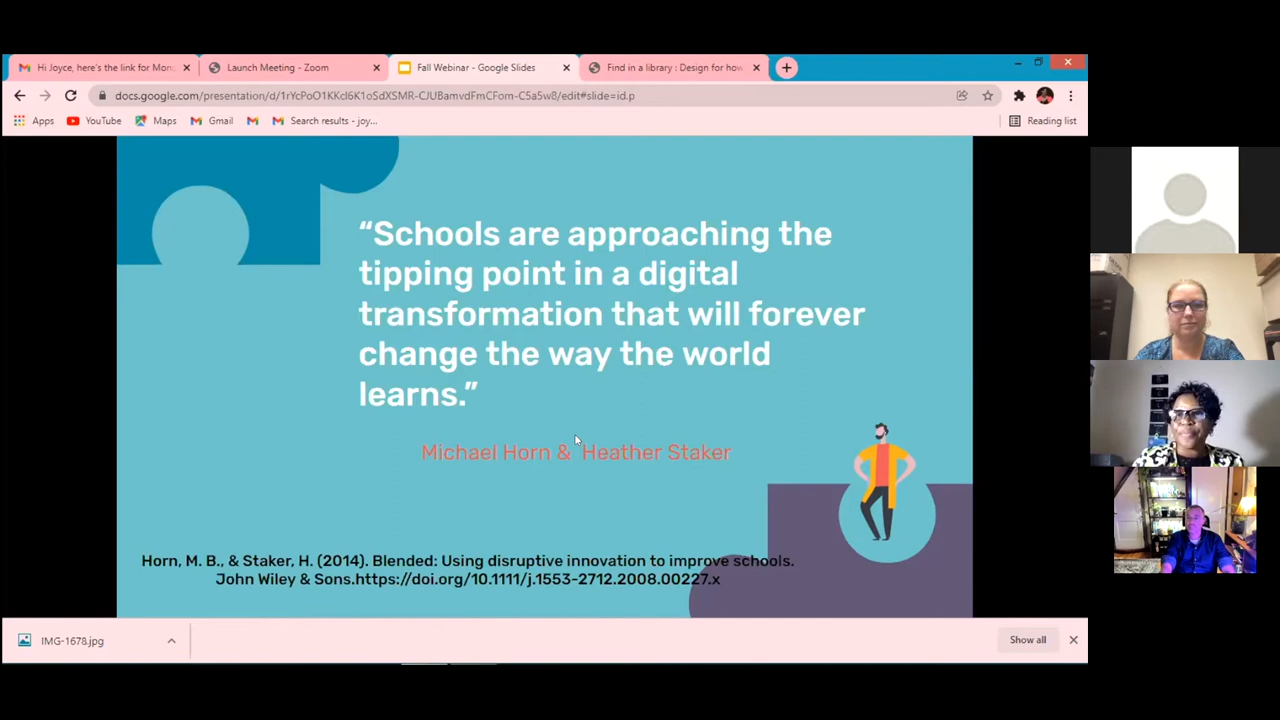 Hi Joyce, here's the link for Mon
Launch Meeting - Zoom
Fall Webinar - Google Slides
Find in a library : Design for how
docs.google.com/presentation/d/1rYcPoO1KKcI6K1oSdXSMR-CJUBamvdFmCFom-C5a5w8/edit#slide=id.p
Apps
YouTube
Maps
Gmail
Search results - joy...
Reading list
“Schools are approaching the
tipping point in a digital
transformation that will forever
change the way the world
learns.”
Michael Horn & Heather Staker
Horn, M. B., & Staker, H. (2014). Blended: Using disruptive innovation to improve schools.
John Wiley & Sons.https://doi.org/10.1111/j.1553-2712.2008.00227.x
IMG-1678.jpg
Show all